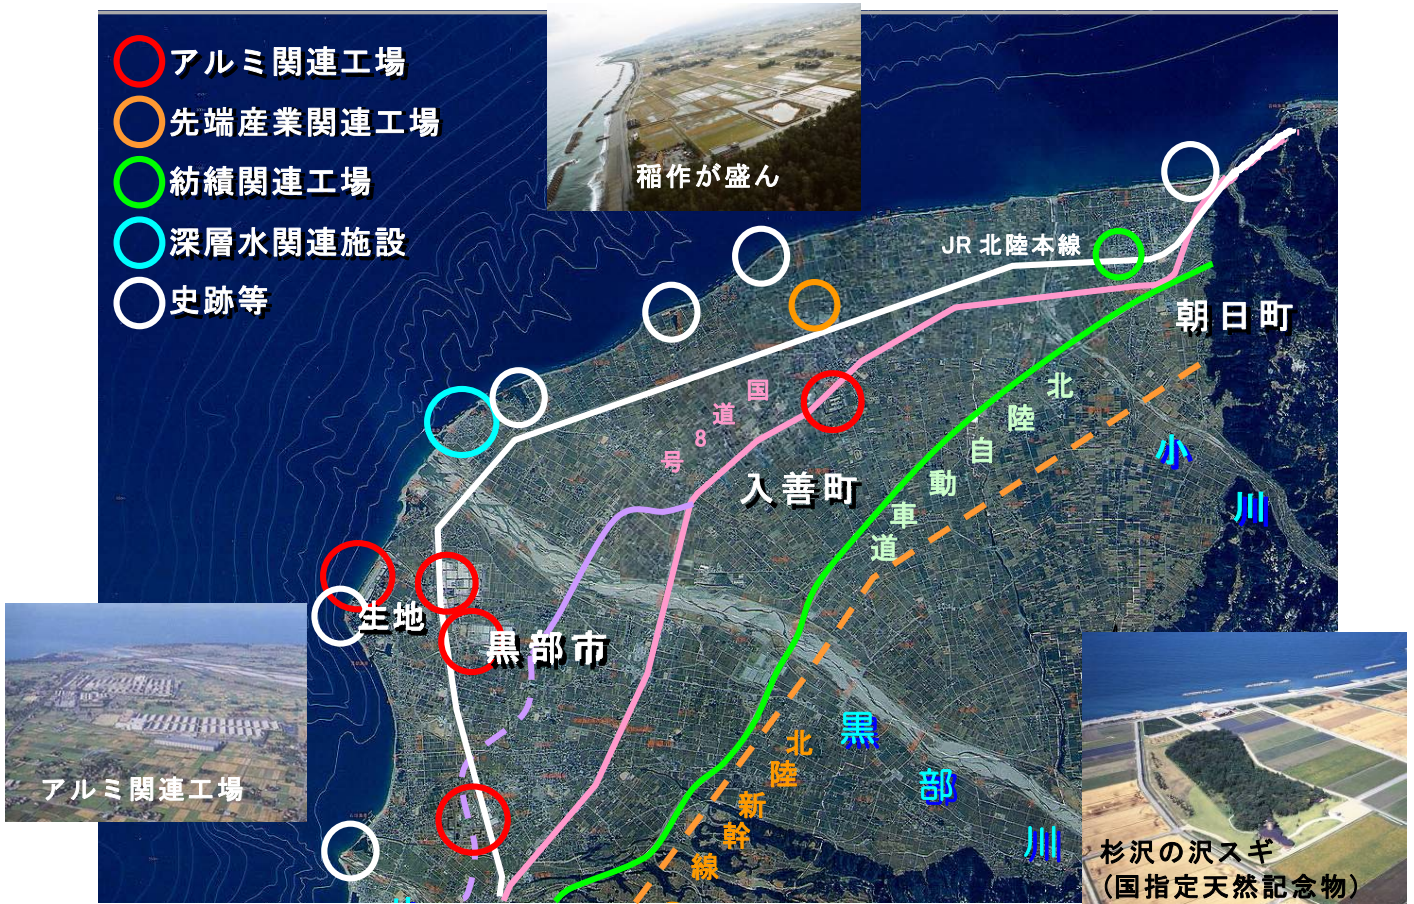 アルミ関連工場
先端産業関連工場
紡績関連工場
深層水関連施設
史跡等
稲作が盛ん
JR 北陸本線
朝日町
国道8号
北陸自動車道
小川
入善町
生地
黒部市
アルミ関連工場
北陸新幹線
黒部川
杉沢の沢スギ
(国指定天然記念物)